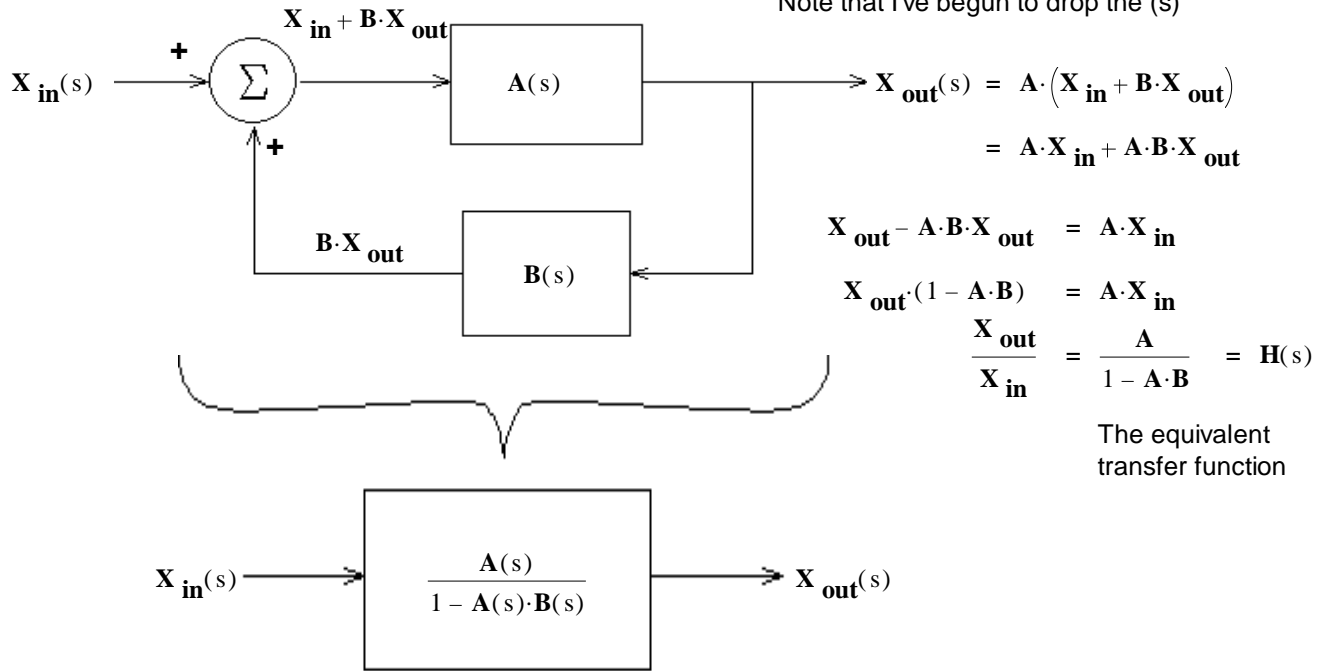 Note that I've begun to drop the (s)
X in + B·X out
+
X in(s)
Σ
A(s)
X out(s) = A·(X in + B·X out)
+
= A·X in + A·B·X out
B·X out
B(s)
X out − A·B·X out = A·X in
X out·(1 − A·B) = A·X in
X out / X in = A / 1 − A·B = H(s)
The equivalent
transfer function
X in(s)
A(s)
1 − A(s)·B(s)
X out(s)